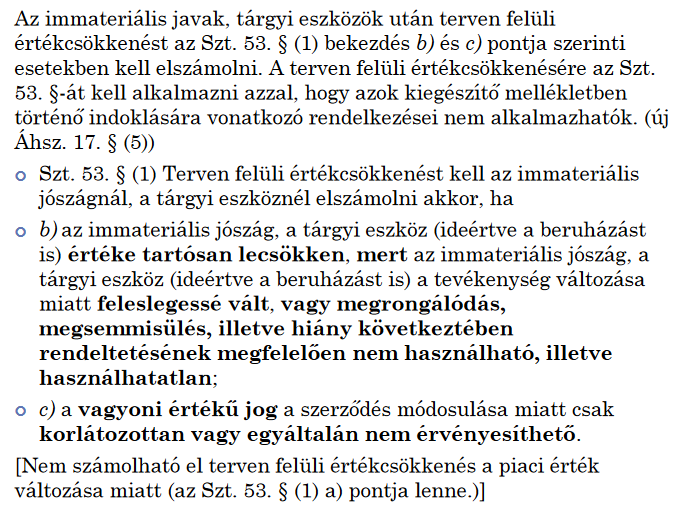 Az immateriális javak, tárgyi eszközök után terven felüli
értékcsökkenést az Szt. 53. § (1) bekezdés b) és c) pontja szerinti
esetekben kell elszámolni. A terven felüli értékcsökkenésére az Szt.
53. §-át kell alkalmazni azzal, hogy azok kiegészítő mellékletben
történő indoklására vonatkozó rendelkezései nem alkalmazhatók. (új
Áhsz. 17. § (5))
Szt. 53. § (1) Terven felüli értékcsökkenést kell az immateriális
jószágnál, a tárgyi eszköznél elszámolni akkor, ha
b) az immateriális jószág, a tárgyi eszköz (ideértve a beruházást
is) értéke tartósan lecsökken, mert az immateriális jószág, a
tárgyi eszköz (ideértve a beruházást is) a tevékenység változása
miatt feleslegessé vált, vagy megrongálódás,
megsemmisülés, illetve hiány következtében
rendeltetésének megfelelően nem használható, illetve
használhatatlan;
c) a vagyoni értékű jog a szerződés módosulása miatt csak
korlátozottan vagy egyáltalán nem érvényesíthető.
[Nem számolható el terven felüli értékcsökkenés a piaci érték
változása miatt (az Szt. 53. § (1) a) pontja lenne.)]